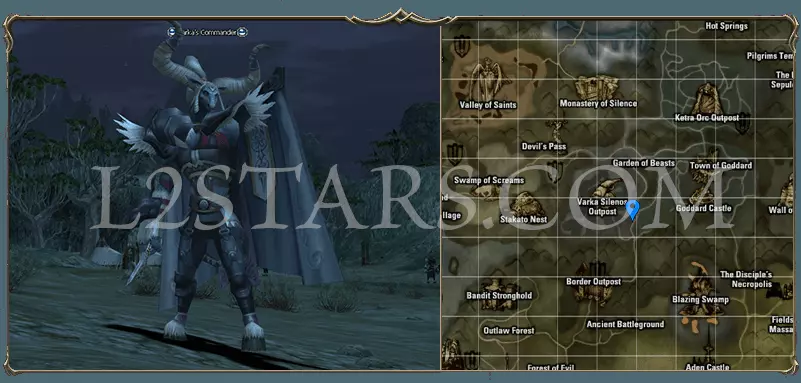 arka's Commander
L2STARS.COM
Hot Springs
Pilgrims Tem
The
Sepul
Valley of Saints
Monastery of Silence
Ketra Orc Outpost
Devil's Pass
Garden of Beasts
Town of Goddard
Swamp of Screams
Varka Silenos
Outpost
Goddard Castle
Wall o
llage
Stakato Nest
The Disciple's
Necropolis
Border Outpost
Bandit Stronghold
Blazing Swamp
Fields
Massa
Outlaw Forest
Ancient Battleground
Forest of Evil
Aden Castle